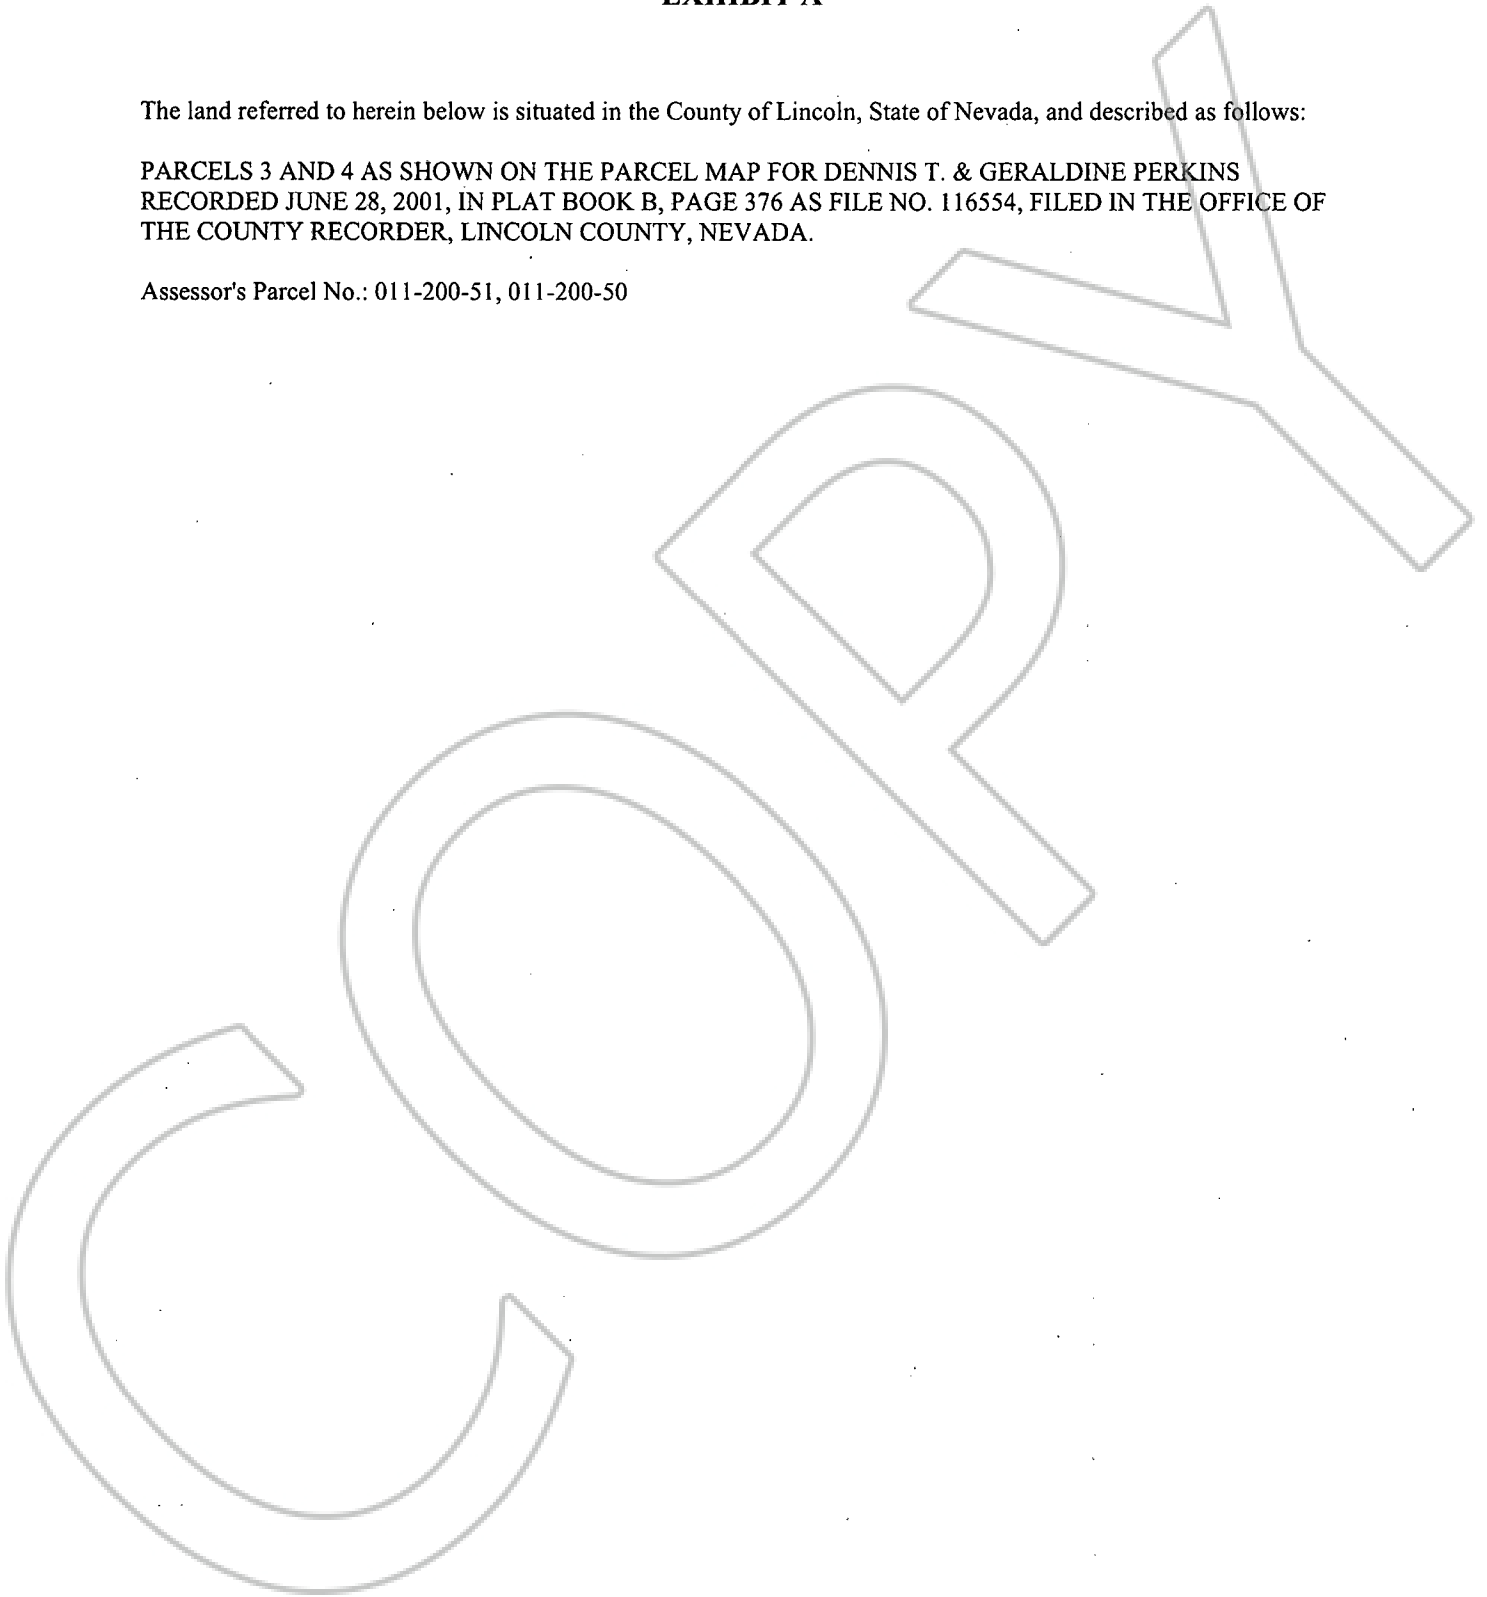 EXHIBIT A
The land referred to herein below is situated in the County of Lincoln, State of Nevada, and described as follows:
PARCELS 3 AND 4 AS SHOWN ON THE PARCEL MAP FOR DENNIS T. & GERALDINE PERKINS
RECORDED JUNE 28, 2001, IN PLAT BOOK B, PAGE 376 AS FILE NO. 116554, FILED IN THE OFFICE OF
THE COUNTY RECORDER, LINCOLN COUNTY, NEVADA.
Assessor's Parcel No.: 011-200-51, 011-200-50
COPY